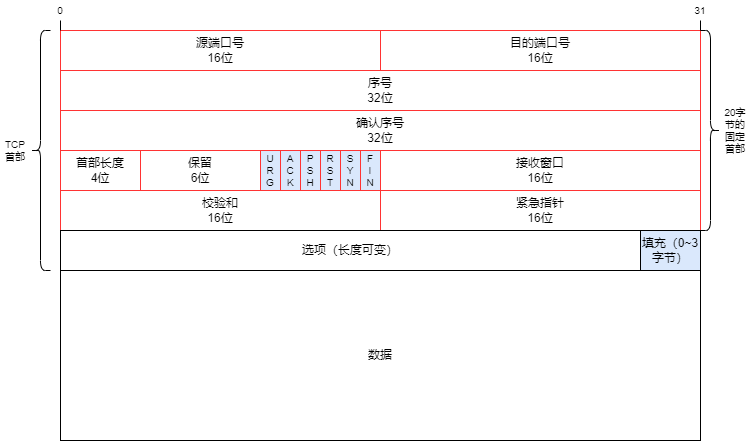 0
31
源端口号
16位
目的端口号
16位
序号
32位
确认序号
32位
首部长度
4位
保留
6位
URG
ACK
PSH
RST
SYN
FIN
接收窗口
16位
校验和
16位
紧急指针
16位
TCP
首部
20字
节的
固定
首部
选项（长度可变）
填充（0~3
字节）
数据